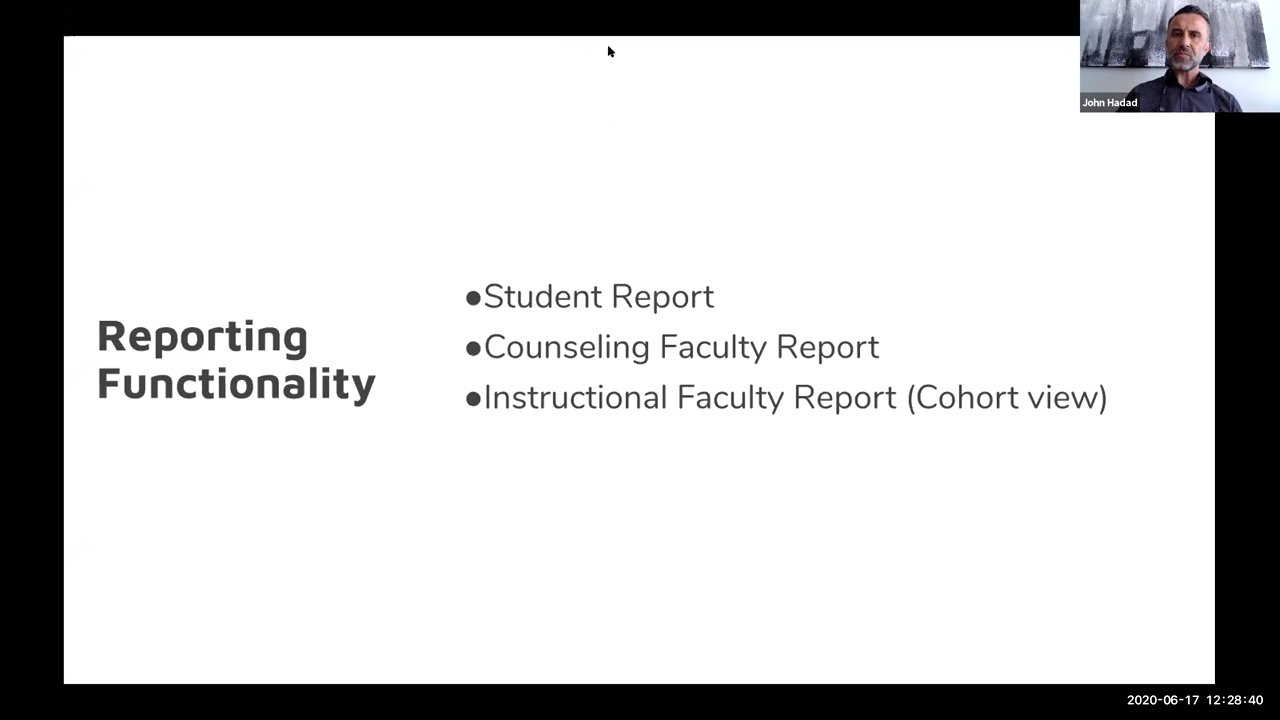 John Hadad
Reporting
Functionality
●Student Report
●Counseling Faculty Report
●Instructional Faculty Report (Cohort view)
2020-06-17 12:28:40